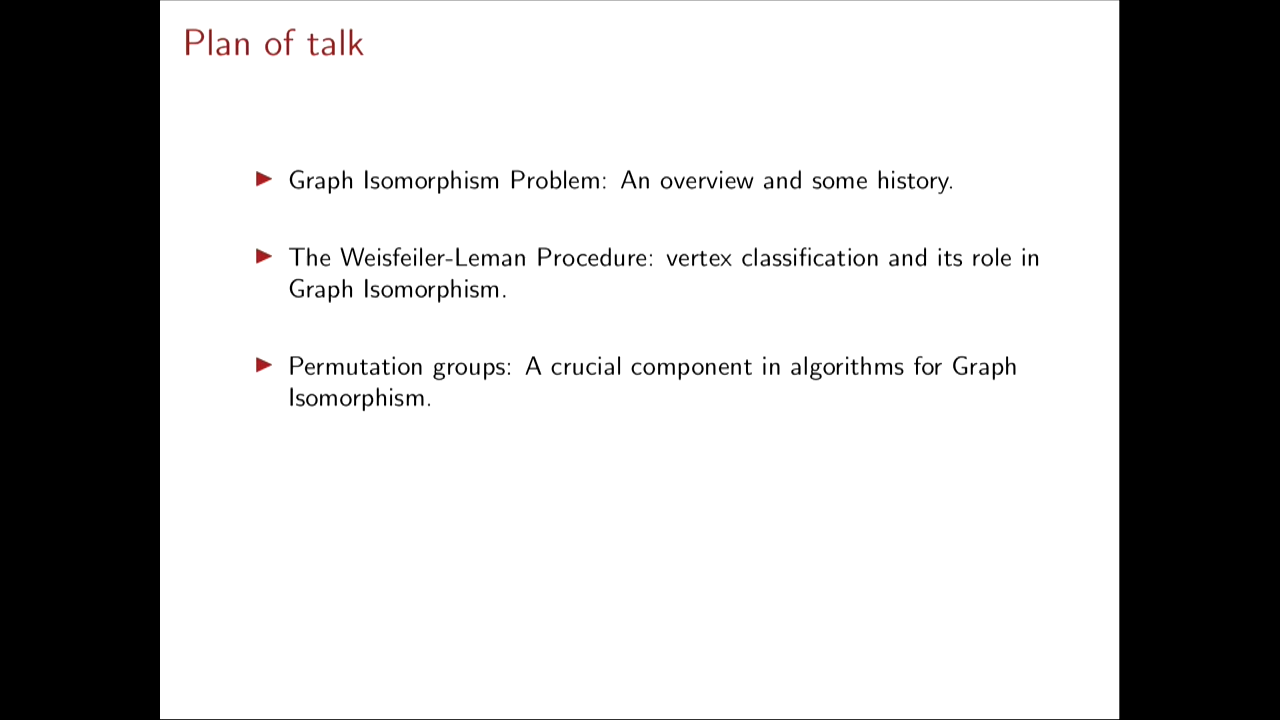 Plan of talk
Graph Isomorphism Problem: An overview and some history.
The Weisfeiler-Leman Procedure: vertex classification and its role in
Graph Isomorphism.
Permutation groups: A crucial component in algorithms for Graph
Isomorphism.